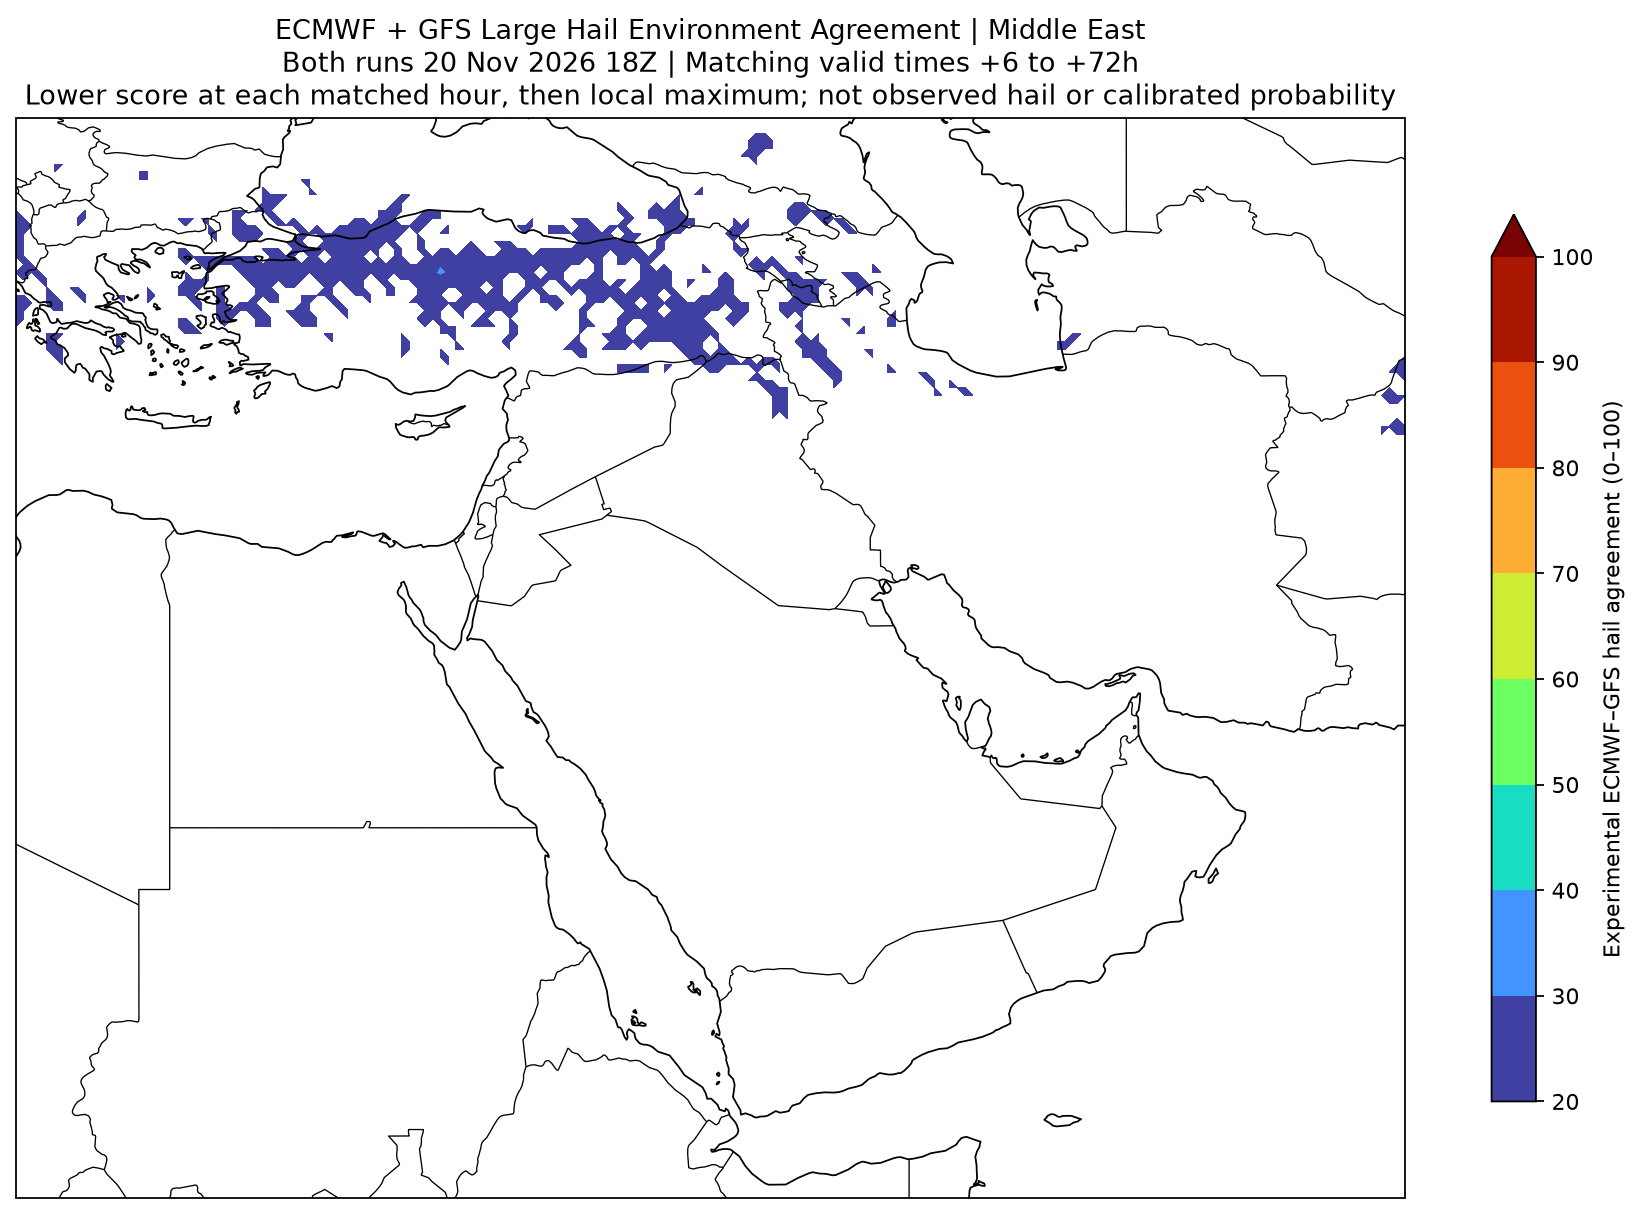 ECMWF + GFS Large Hail Environment Agreement | Middle East
Both runs 20 Nov 2026 18Z | Matching valid times +6 to +72h
Lower score at each matched hour, then local maximum; not observed hail or calibrated probability
100
90
80
70
60
50
40
30
20
Experimental ECMWF–GFS hail agreement (0–100)